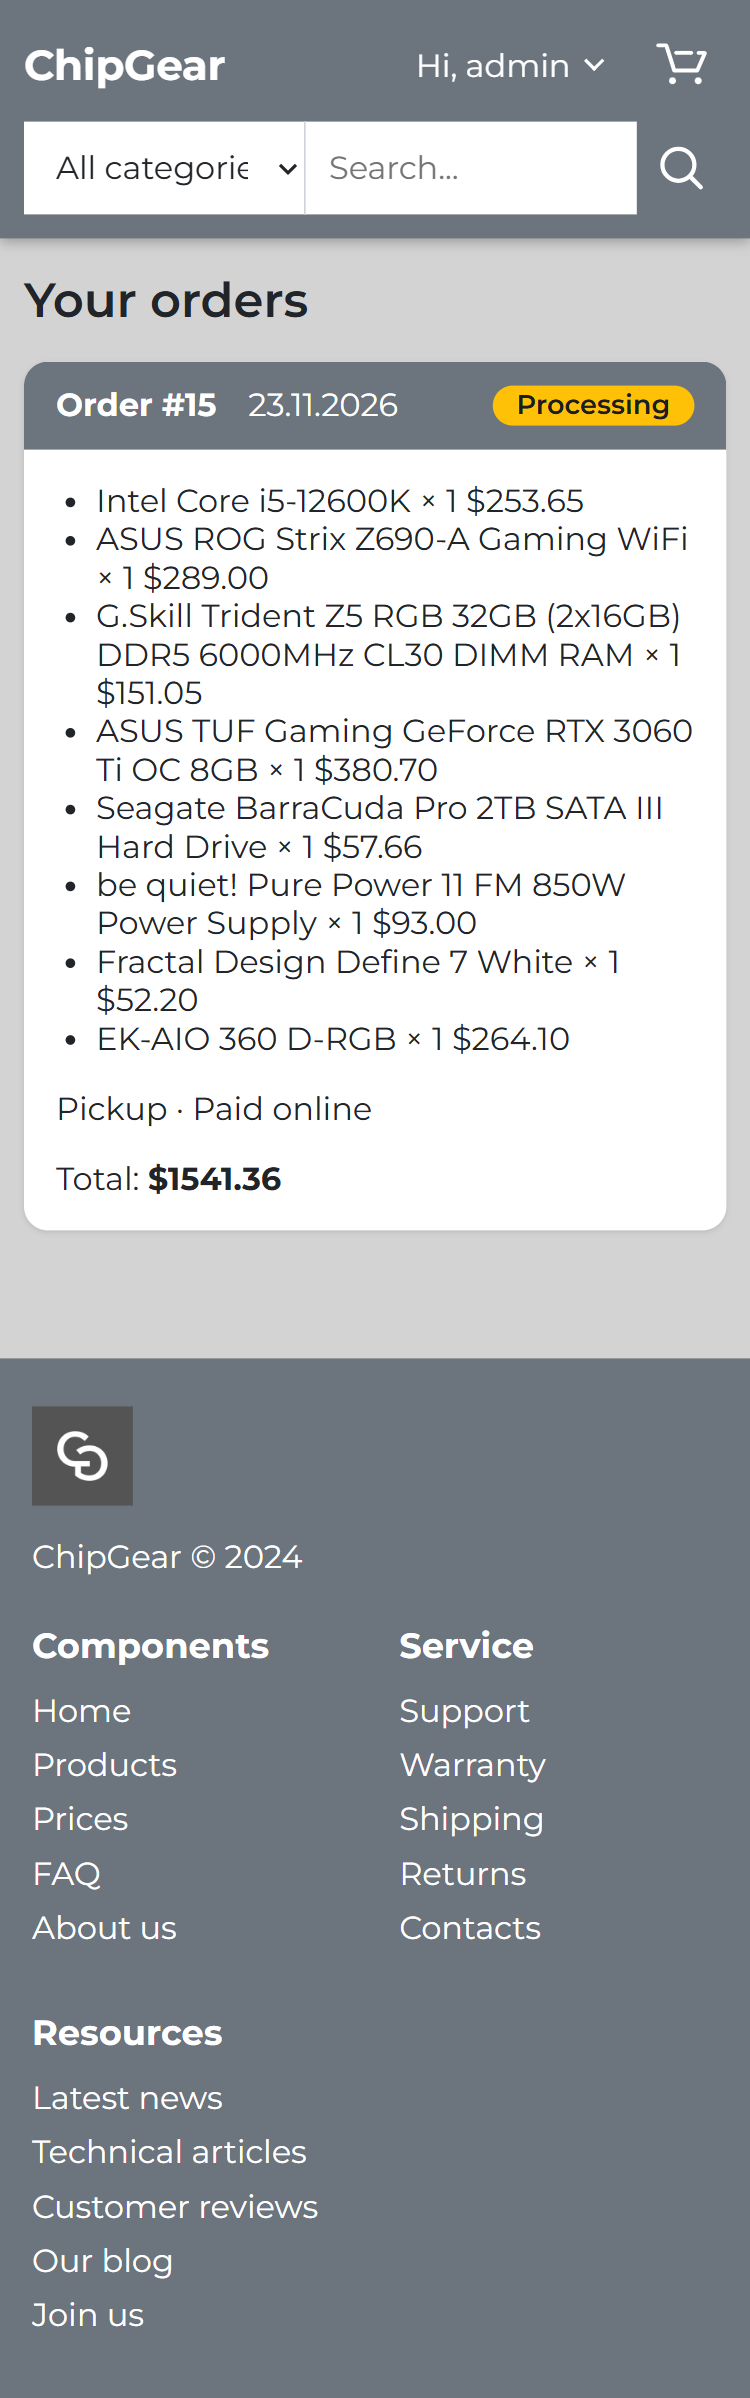 ChipGear
Hi, admin
All categorie
Search...
Your orders
Order #15 23.11.2026 Processing
• Intel Core i5-12600K × 1 $253.65
• ASUS ROG Strix Z690-A Gaming WiFi
× 1 $289.00
• G.Skill Trident Z5 RGB 32GB (2x16GB)
DDR5 6000MHz CL30 DIMM RAM × 1
$151.05
• ASUS TUF Gaming GeForce RTX 3060
Ti OC 8GB × 1 $380.70
• Seagate BarraCuda Pro 2TB SATA III
Hard Drive × 1 $57.66
• be quiet! Pure Power 11 FM 850W
Power Supply × 1 $93.00
• Fractal Design Define 7 White × 1
$52.20
• EK-AIO 360 D-RGB × 1 $264.10
Pickup · Paid online
Total: $1541.36
ChipGear © 2024
Components
Home
Products
Prices
FAQ
About us
Service
Support
Warranty
Shipping
Returns
Contacts
Resources
Latest news
Technical articles
Customer reviews
Our blog
Join us